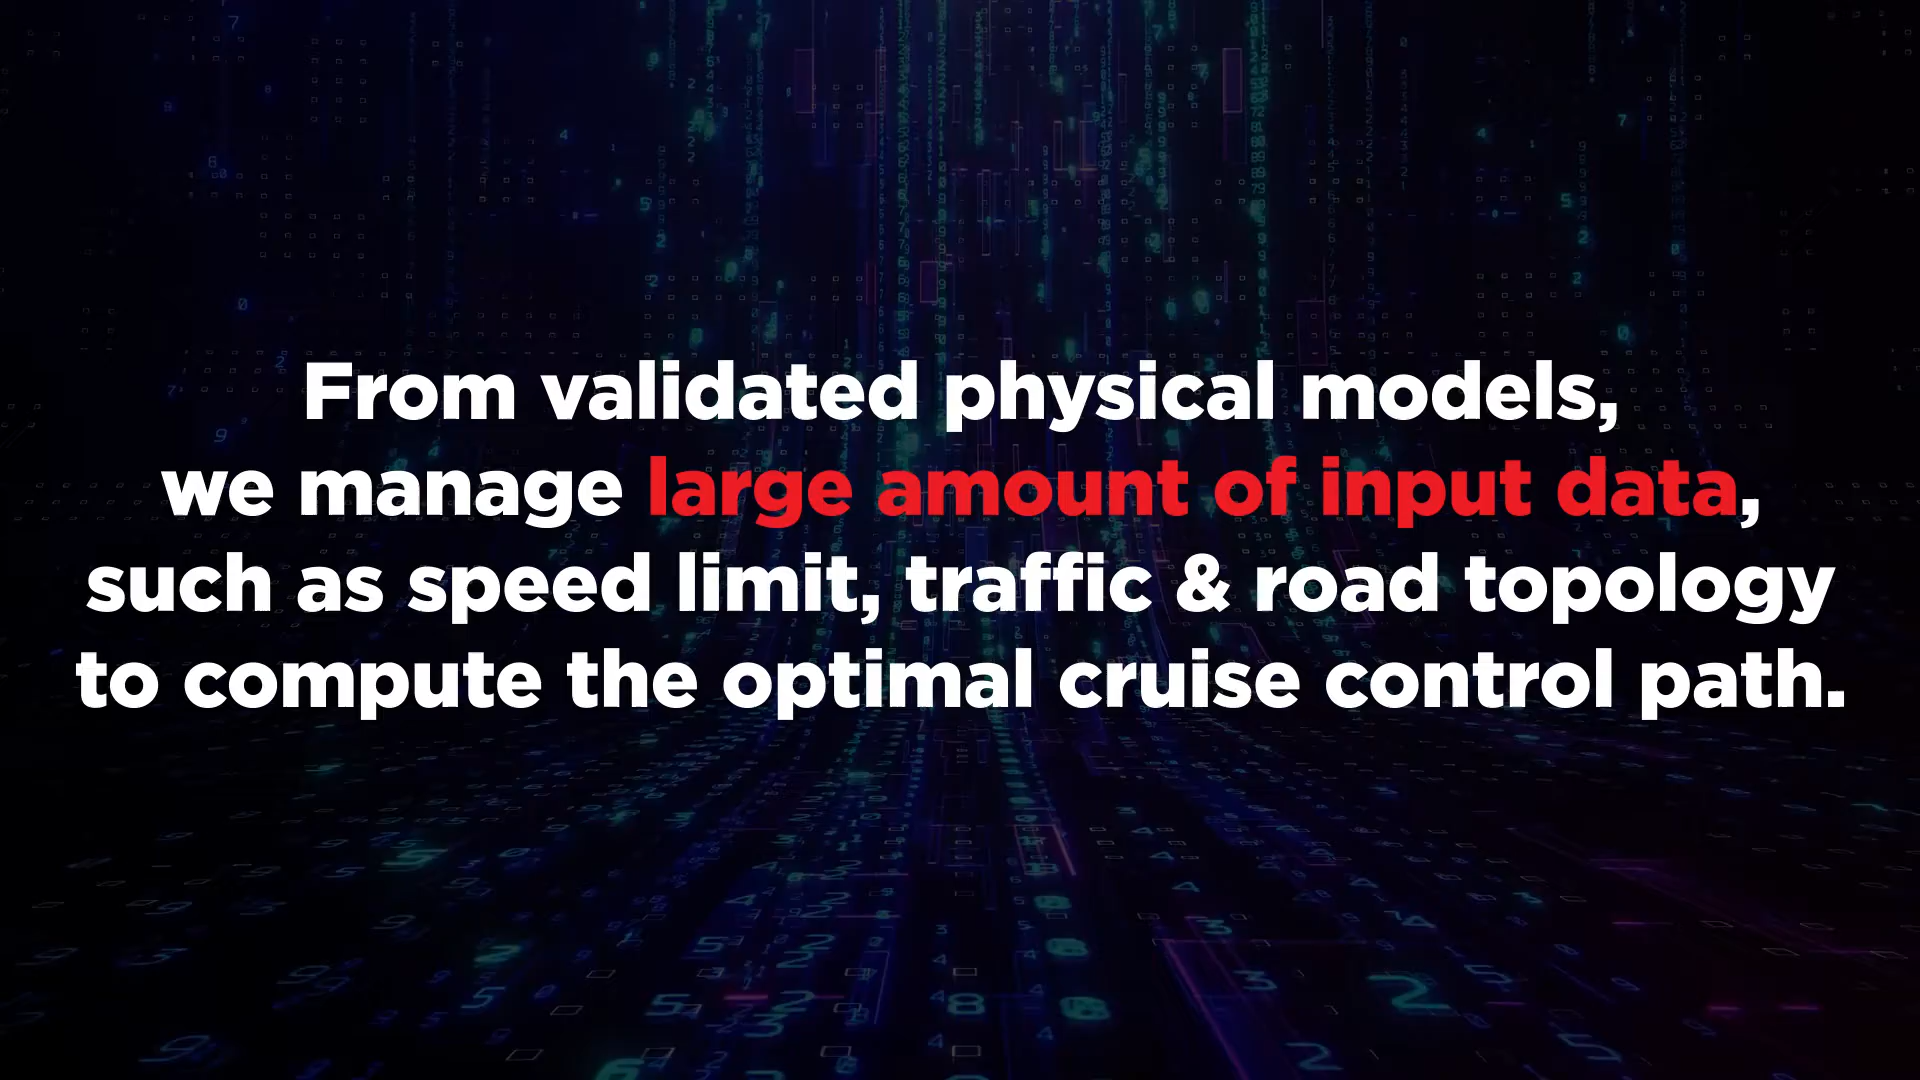 From validated physical models,
we manage large amount of input data,
such as speed limit, traffic & road topology
to compute the optimal cruise control path.